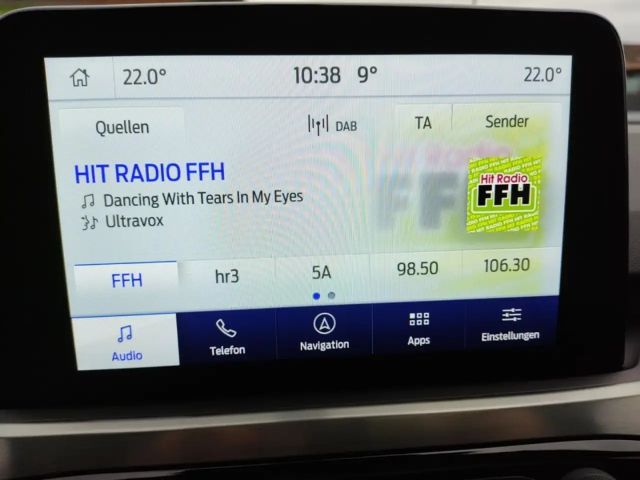 22.0° 10:38 9° 22.0°
Quellen DAB TA Sender
HIT RADIO FFH
Dancing With Tears In My Eyes
Ultravox
Hit Radio
FFH
FFH hr3 5A 98.50 106.30
Audio Telefon Navigation Apps Einstellungen